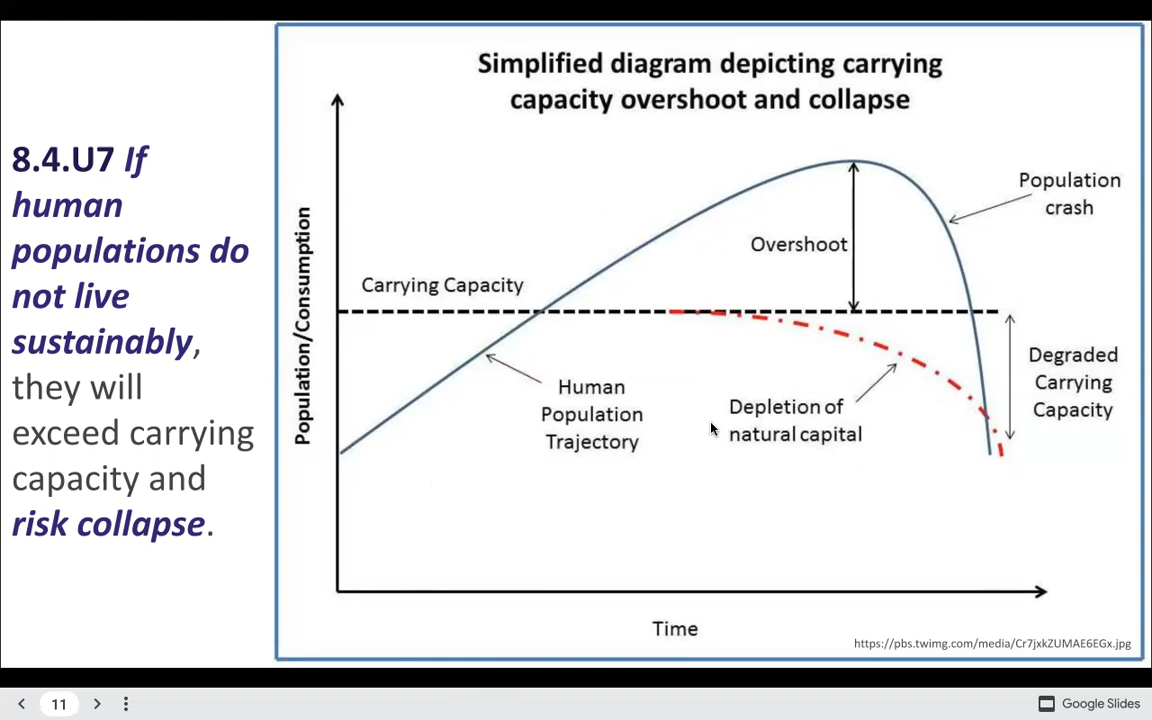 8.4.U7 If
human
populations do
not live
sustainably,
they will
exceed carrying
capacity and
risk collapse.
Simplified diagram depicting carrying
capacity overshoot and collapse
Population/Consumption
Carrying Capacity
Overshoot
Population
crash
Human
Population
Trajectory
Depletion of
natural capital
Degraded
Carrying
Capacity
Time
https://pbs.twimg.com/media/Cr7jxkZUMAE6EGx.jpg
11
Google Slides